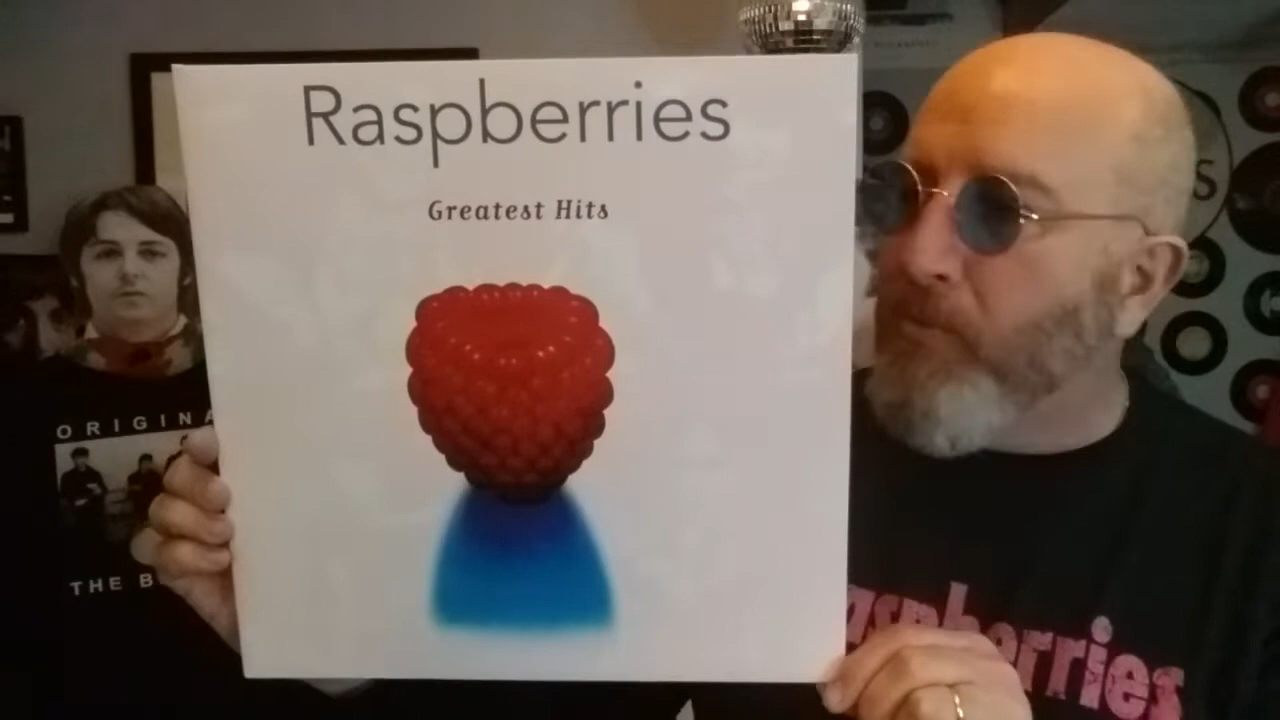 Raspberries
Greatest Hits
ORIGINA
THE B
aspberries
S